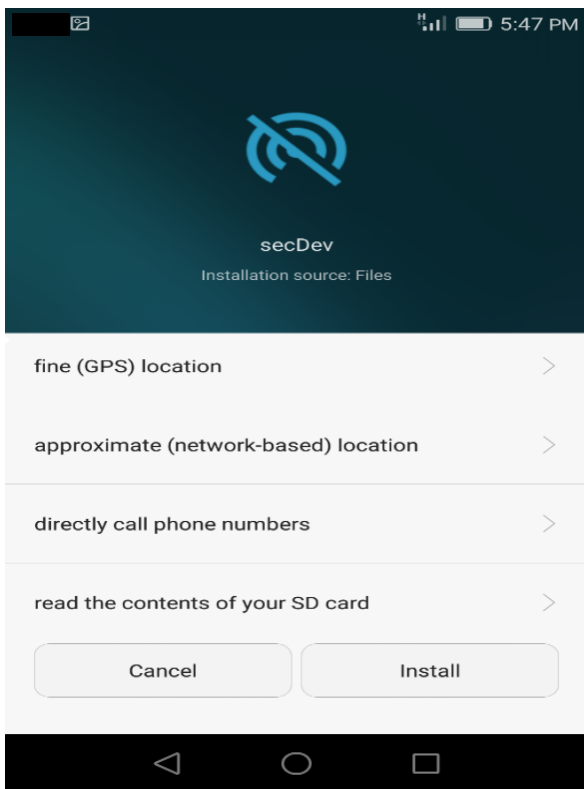 H
5:47 PM
secDev
Installation source: Files
fine (GPS) location
approximate (network-based) location
directly call phone numbers
read the contents of your SD card
Cancel
Install